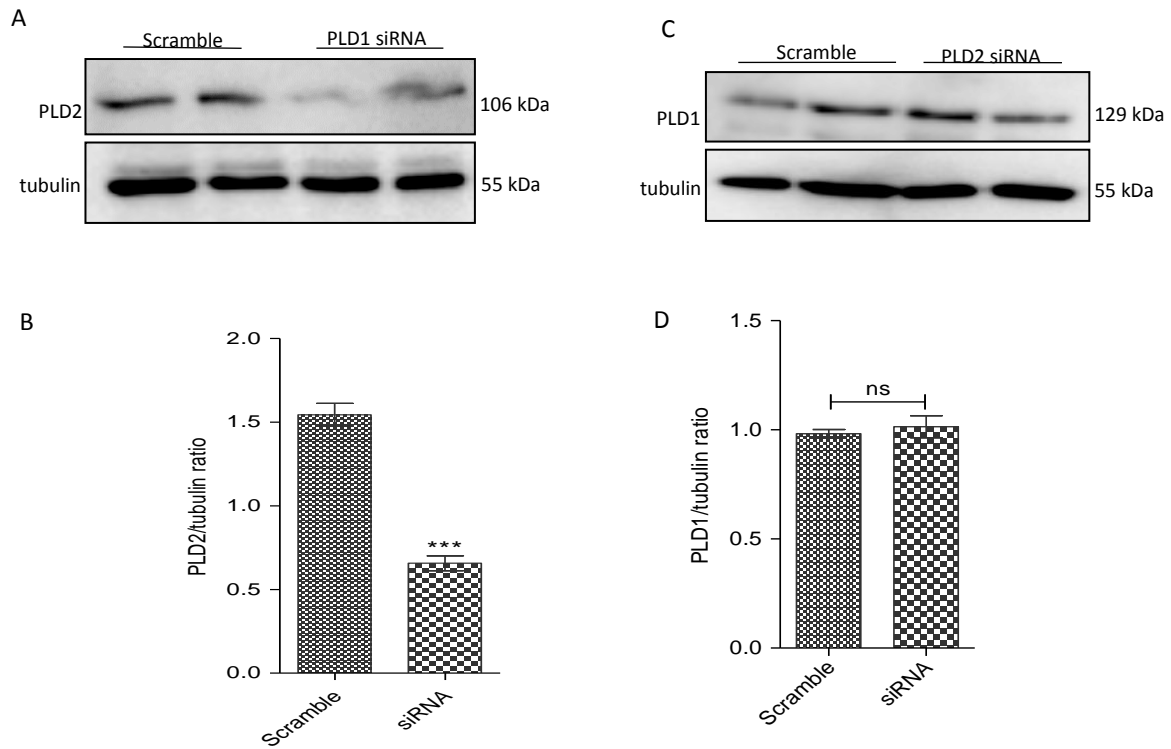 A
Scramble PLD1 siRNA
PLD2 106 kDa
tubulin 55 kDa
B
2.0
1.5
1.0
0.5
0.0
PLD2/tubulin ratio
***
Scramble
siRNA
C
Scramble PLD2 siRNA
PLD1 129 kDa
tubulin 55 kDa
D
1.5
1.0
0.5
0.0
PLD1/tubulin ratio
ns
Scramble
siRNA